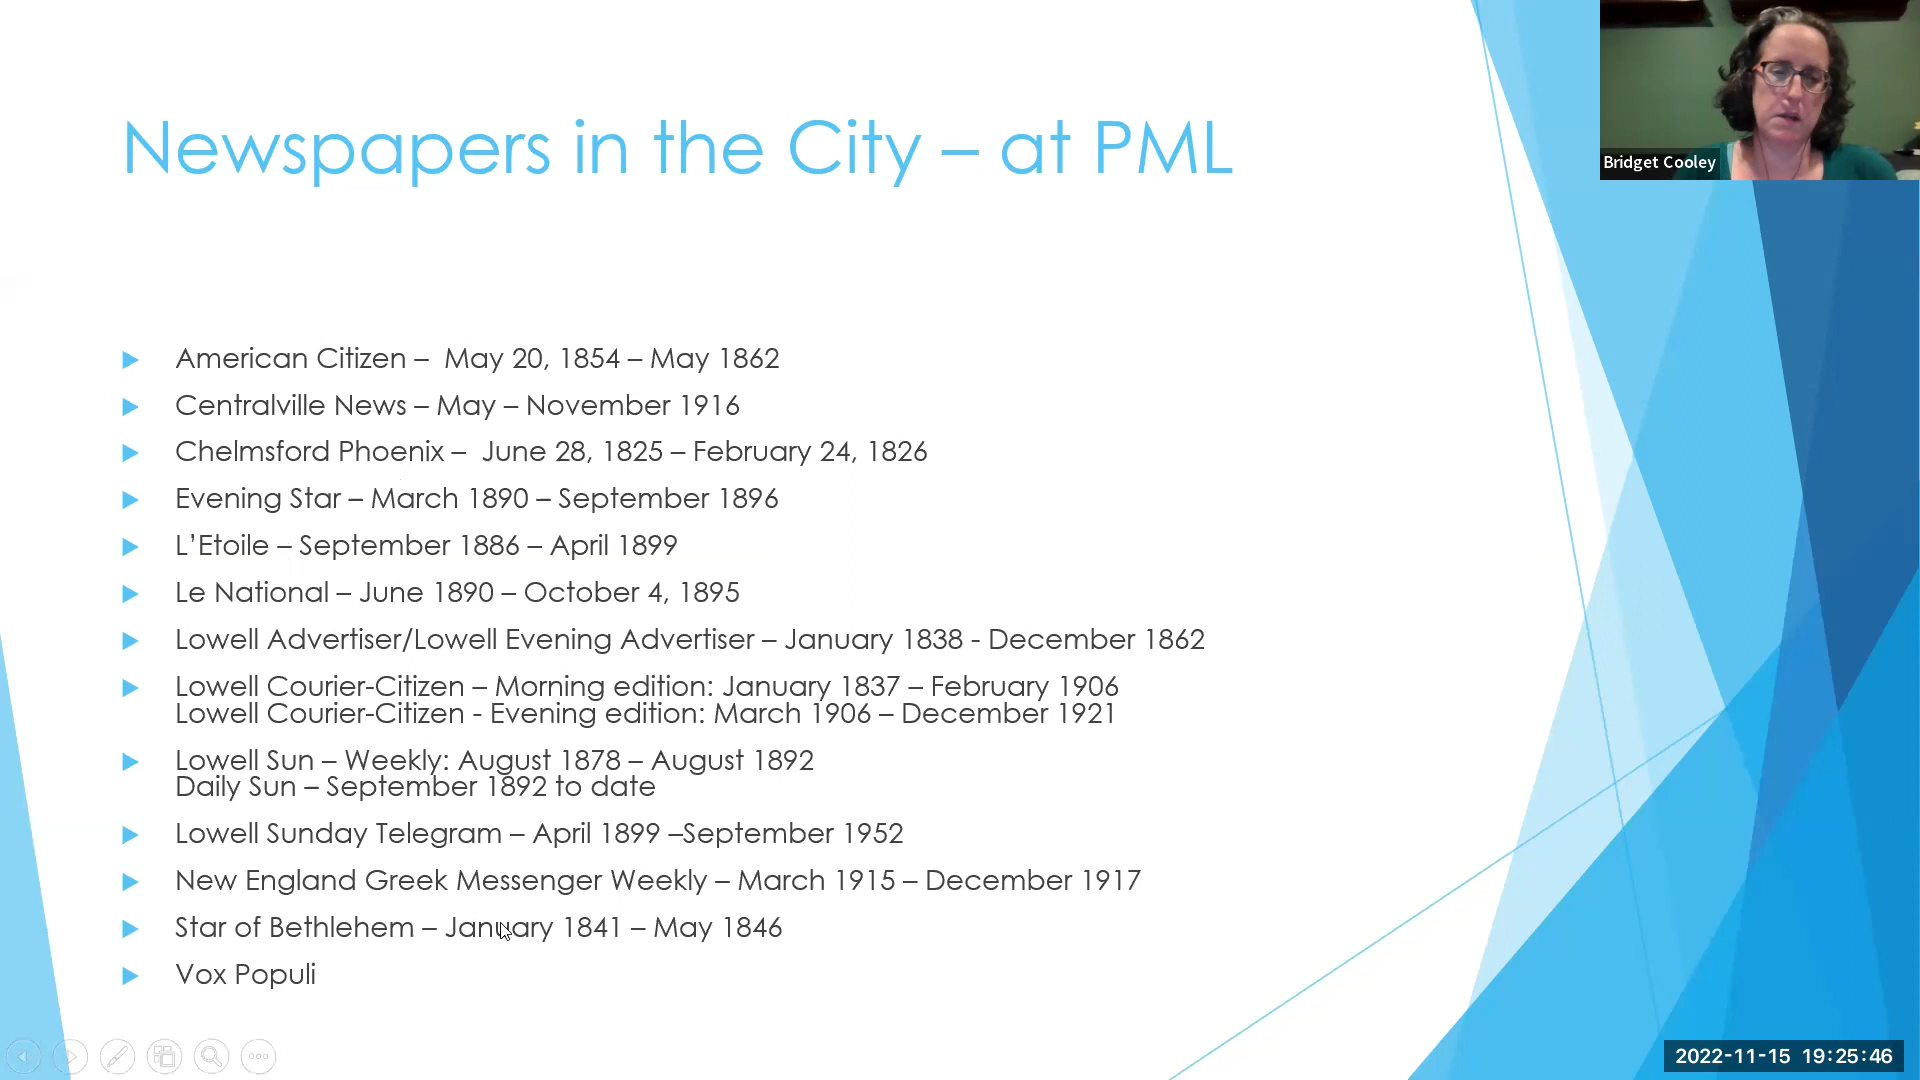 Newspapers in the City – at PML
Bridget Cooley
American Citizen –  May 20, 1854 – May 1862
Centralville News – May – November 1916
Chelmsford Phoenix –  June 28, 1825 – February 24, 1826
Evening Star – March 1890 – September 1896
L’Etoile – September 1886 – April 1899
Le National – June 1890 – October 4, 1895
Lowell Advertiser/Lowell Evening Advertiser – January 1838 - December 1862
Lowell Courier-Citizen – Morning edition: January 1837 – February 1906
Lowell Courier-Citizen - Evening edition: March 1906 – December 1921
Lowell Sun – Weekly: August 1878 – August 1892
Daily Sun – September 1892 to date
Lowell Sunday Telegram – April 1899 –September 1952
New England Greek Messenger Weekly – March 1915 – December 1917
Star of Bethlehem – January 1841 – May 1846
Vox Populi
2022-11-15 19:25:46